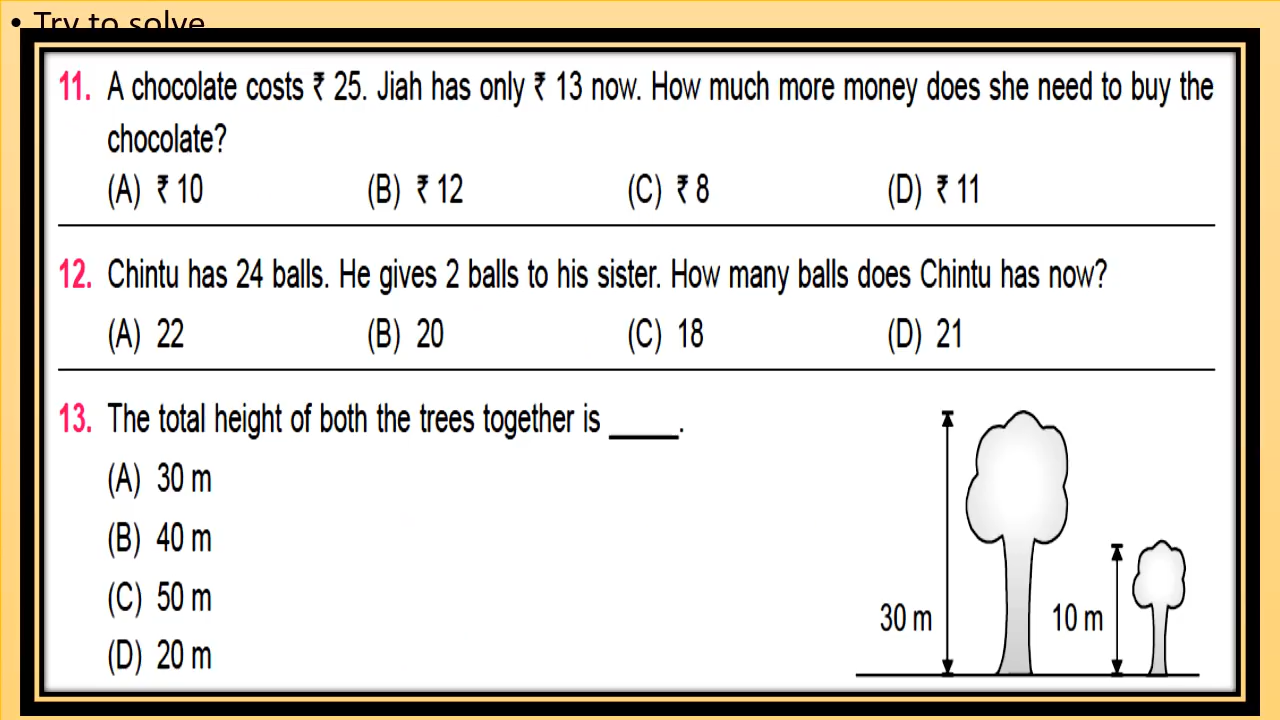 • Try to solve
11. A chocolate costs ₹ 25. Jiah has only ₹ 13 now. How much more money does she need to buy the
chocolate?
(A) ₹ 10 (B) ₹ 12 (C) ₹ 8 (D) ₹ 11
12. Chintu has 24 balls. He gives 2 balls to his sister. How many balls does Chintu has now?
(A) 22 (B) 20 (C) 18 (D) 21
13. The total height of both the trees together is _____.
(A) 30 m
(B) 40 m
(C) 50 m
(D) 20 m
30 m 10 m